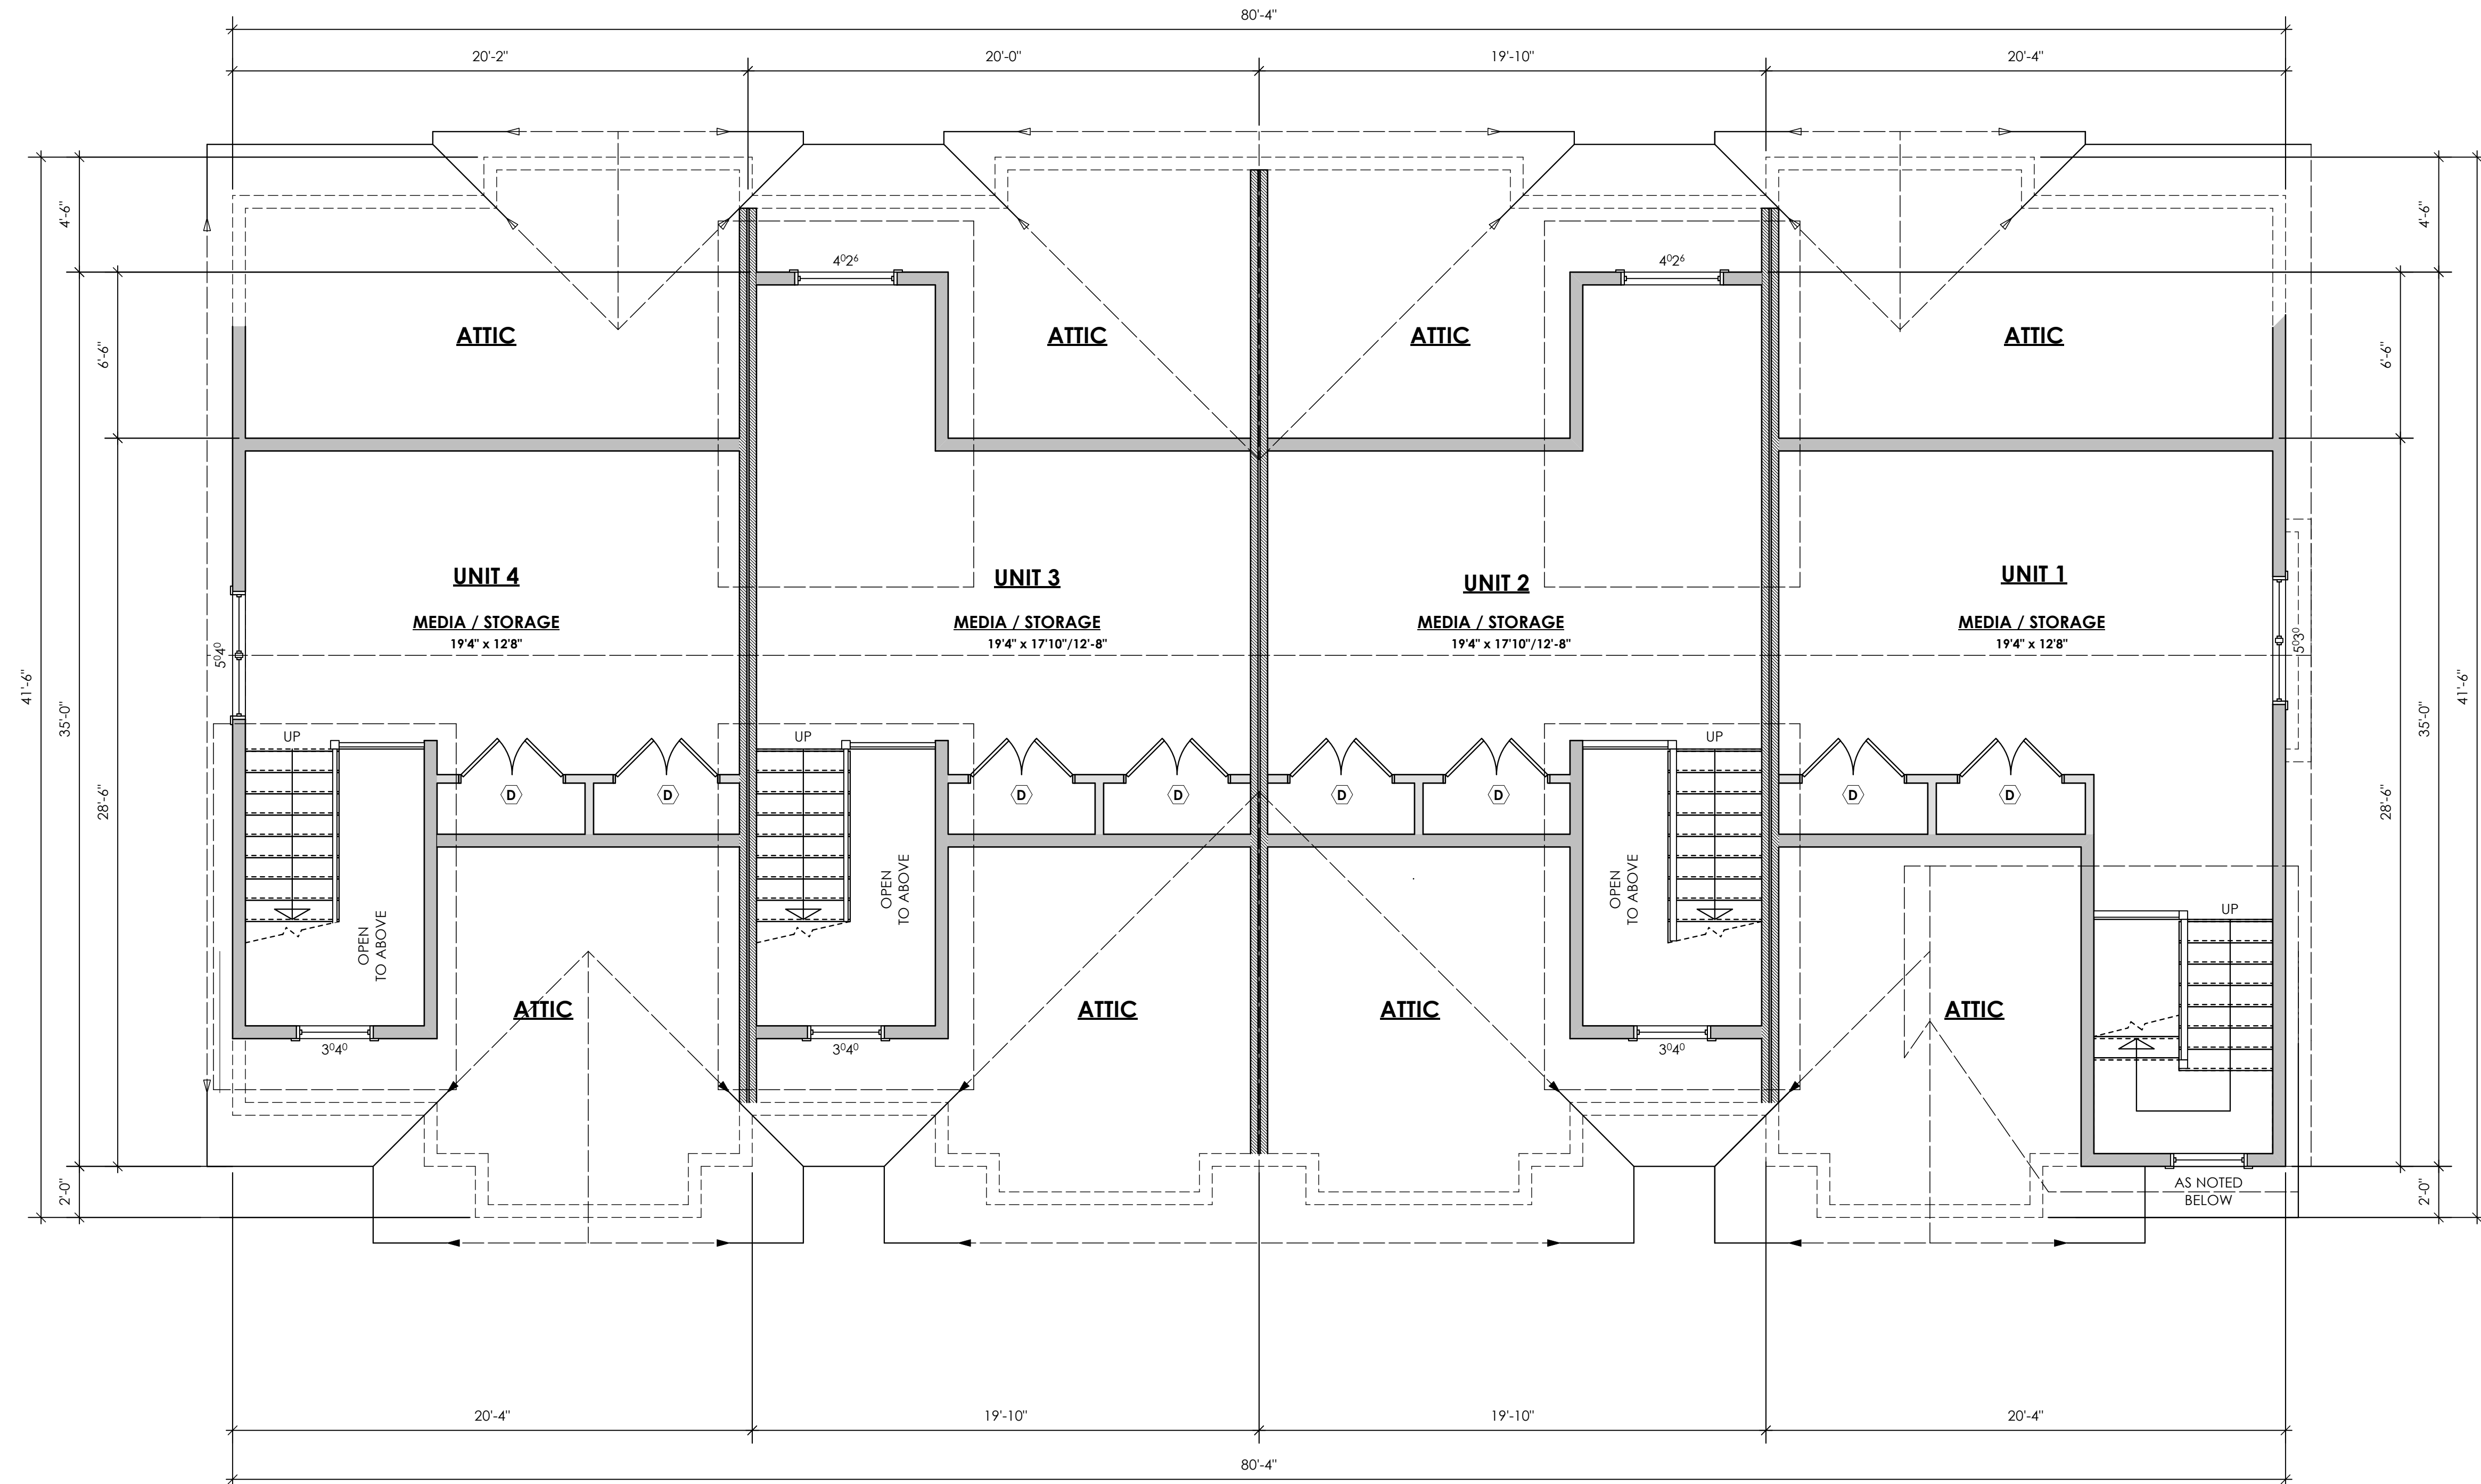 80'-4"
20'-2"
20'-0"
19'-10"
20'-4"
4'-6"
4'-6"
4⁰2⁶
4⁰2⁶
ATTIC
ATTIC
ATTIC
ATTIC
6'-6"
6'-6"
UNIT 4
UNIT 3
UNIT 2
UNIT 1
MEDIA / STORAGE
19'4" x 12'8"
MEDIA / STORAGE
19'4" x 17'10"/12'-8"
MEDIA / STORAGE
19'4" x 17'10"/12'-8"
MEDIA / STORAGE
19'4" x 12'8"
5⁰4⁰
5⁰3⁰
41'-6"
35'-0"
28'-6"
41'-6"
35'-0"
28'-6"
UP
UP
UP
D
D
D
D
D
D
D
D
OPEN
TO ABOVE
OPEN
TO ABOVE
OPEN
TO ABOVE
UP
ATTIC
ATTIC
ATTIC
ATTIC
3⁰4⁰
3⁰4⁰
3⁰4⁰
AS NOTED
BELOW
2'-0"
2'-0"
20'-4"
19'-10"
19'-10"
20'-4"
80'-4"